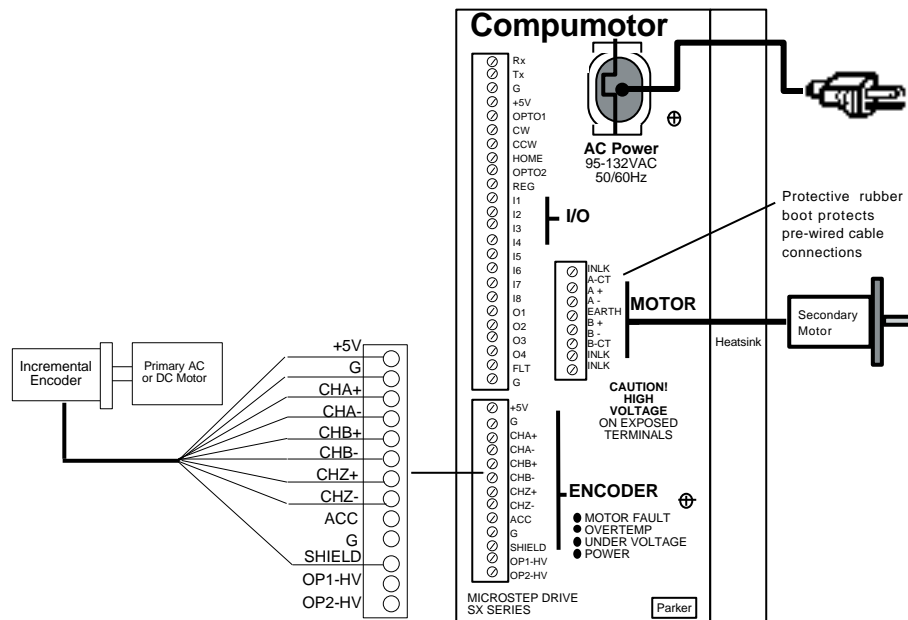 Compumotor
Rx
Tx
G
+5V
OPTO1
CW
CCW
HOME
OPTO2
REG
I1
I2
I3
I4
I5
I6
I7
I8
O1
O2
O3
O4
FLT
G
I/O
AC Power
95-132VAC
50/60Hz
Protective rubber
boot protects
pre-wired cable
connections
INLK
A-CT
A +
A -
EARTH
B +
B -
B-CT
INLK
INLK
MOTOR
Heatsink
Secondary
Motor
CAUTION!
HIGH
VOLTAGE
ON EXPOSED
TERMINALS
Incremental
Encoder
Primary AC
or DC Motor
+5V
G
CHA+
CHA-
CHB+
CHB-
CHZ+
CHZ-
ACC
G
SHIELD
OP1-HV
OP2-HV
+5V
G
CHA+
CHA-
CHB+
CHB-
CHZ+
CHZ-
ACC
G
SHIELD
OP1-HV
OP2-HV
ENCODER
MOTOR FAULT
OVERTEMP
UNDER VOLTAGE
POWER
MICROSTEP DRIVE
SX SERIES
Parker